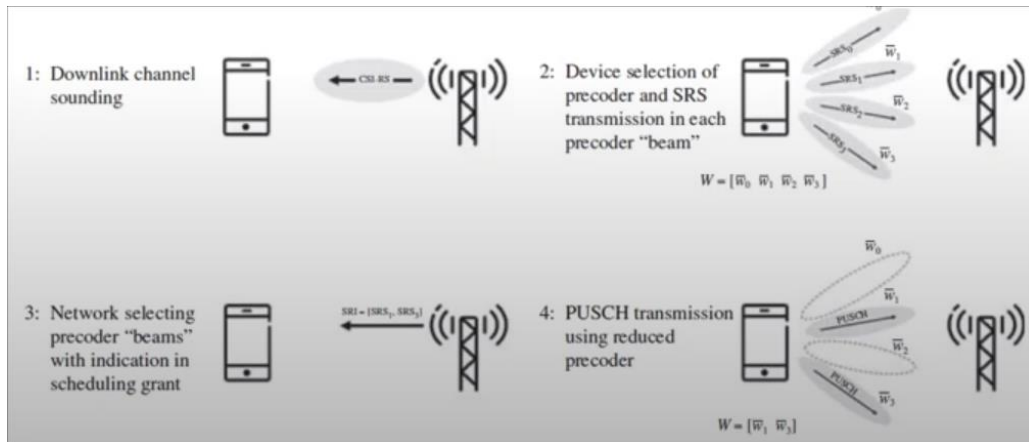 1: Downlink channel
sounding
CSI-RS
2: Device selection of
precoder and SRS
transmission in each
precoder “beam”
SRS₀
w̅₁
SRS₁
w̅₂
SRS₂
SRS₃
w̅₃
W = [w̅₀ w̅₁ w̅₂ w̅₃]
3: Network selecting
precoder “beams”
with indication in
scheduling grant
SRI = [SRS₁, SRS₃]
4: PUSCH transmission
using reduced
precoder
w̅₀
w̅₁
PUSCH
w̅₂
PUSCH
w̅₃
W = [w̅₁ w̅₃]